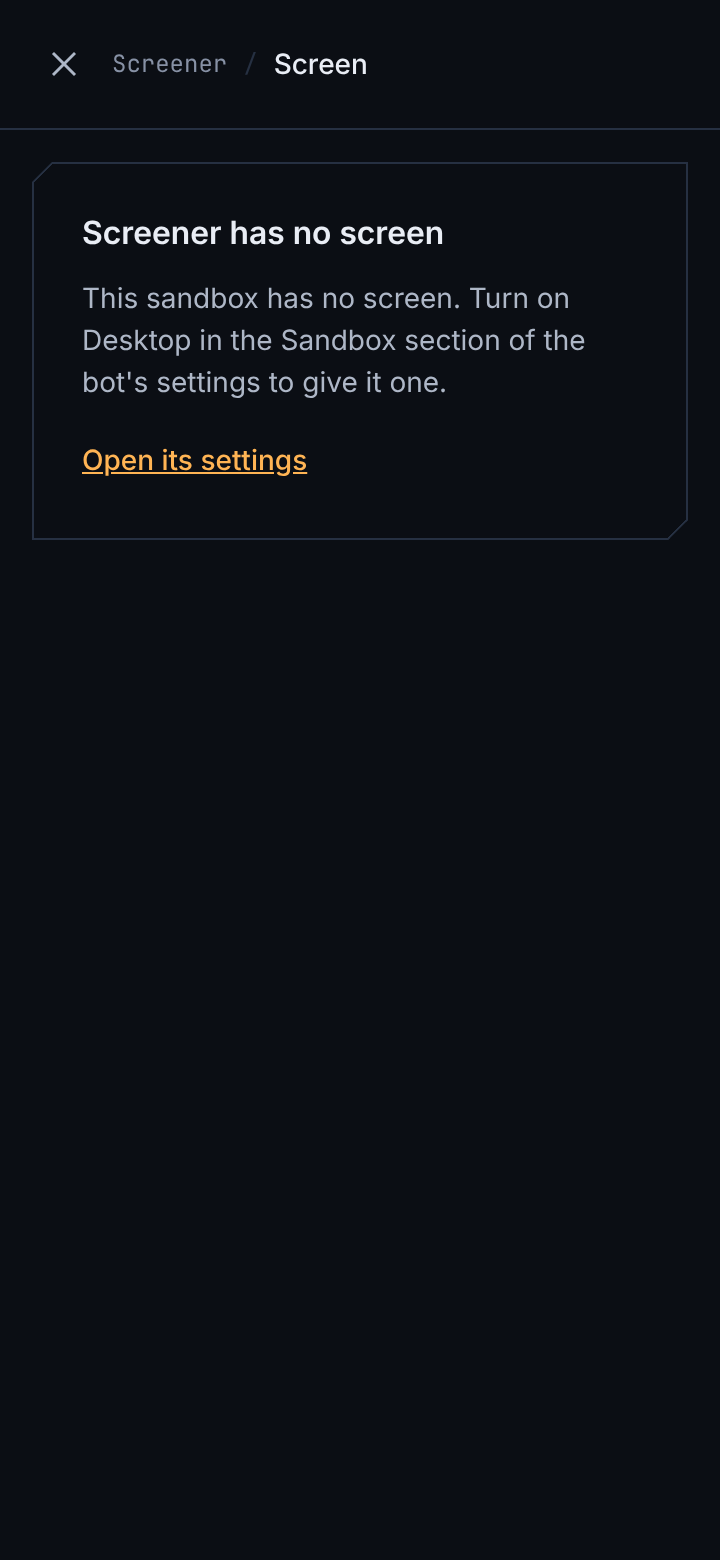 Screener / Screen
Screener has no screen
This sandbox has no screen. Turn on
Desktop in the Sandbox section of the
bot's settings to give it one.
Open its settings